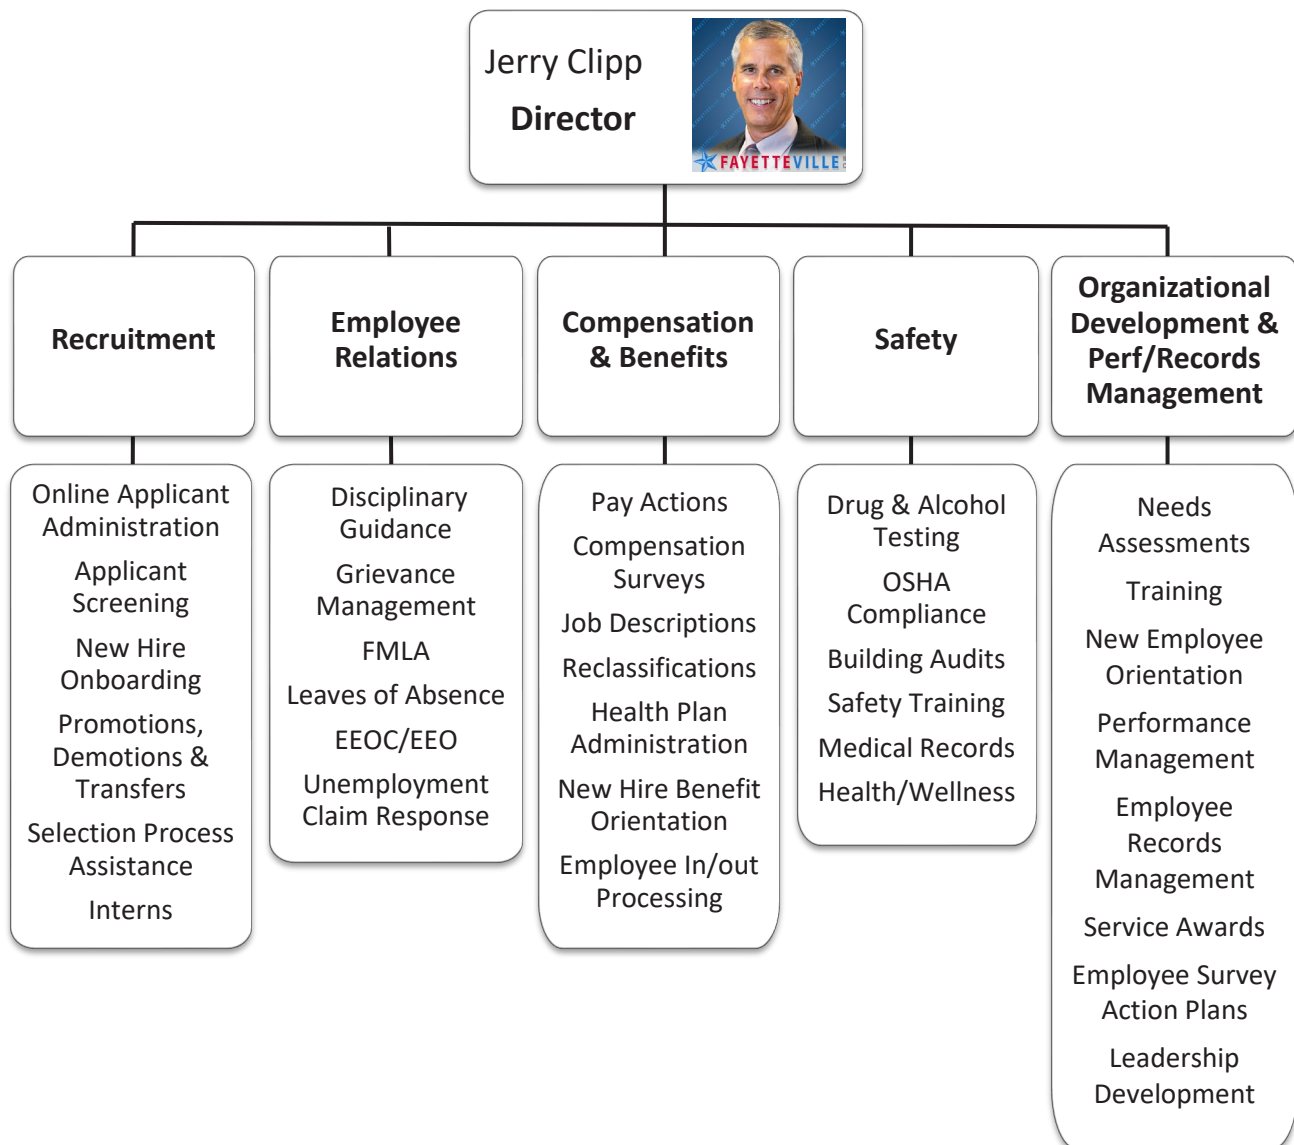 Jerry Clipp
Director
FAYETTEVILLE
Recruitment
Employee
Relations
Compensation
& Benefits
Safety
Organizational
Development &
Perf/Records
Management
Online Applicant
Administration
Applicant
Screening
New Hire
Onboarding
Promotions,
Demotions &
Transfers
Selection Process
Assistance
Interns
Disciplinary
Guidance
Grievance
Management
FMLA
Leaves of Absence
EEOC/EEO
Unemployment
Claim Response
Pay Actions
Compensation
Surveys
Job Descriptions
Reclassifications
Health Plan
Administration
New Hire Benefit
Orientation
Employee In/out
Processing
Drug & Alcohol
Testing
OSHA
Compliance
Building Audits
Safety Training
Medical Records
Health/Wellness
Needs
Assessments
Training
New Employee
Orientation
Performance
Management
Employee
Records
Management
Service Awards
Employee Survey
Action Plans
Leadership
Development